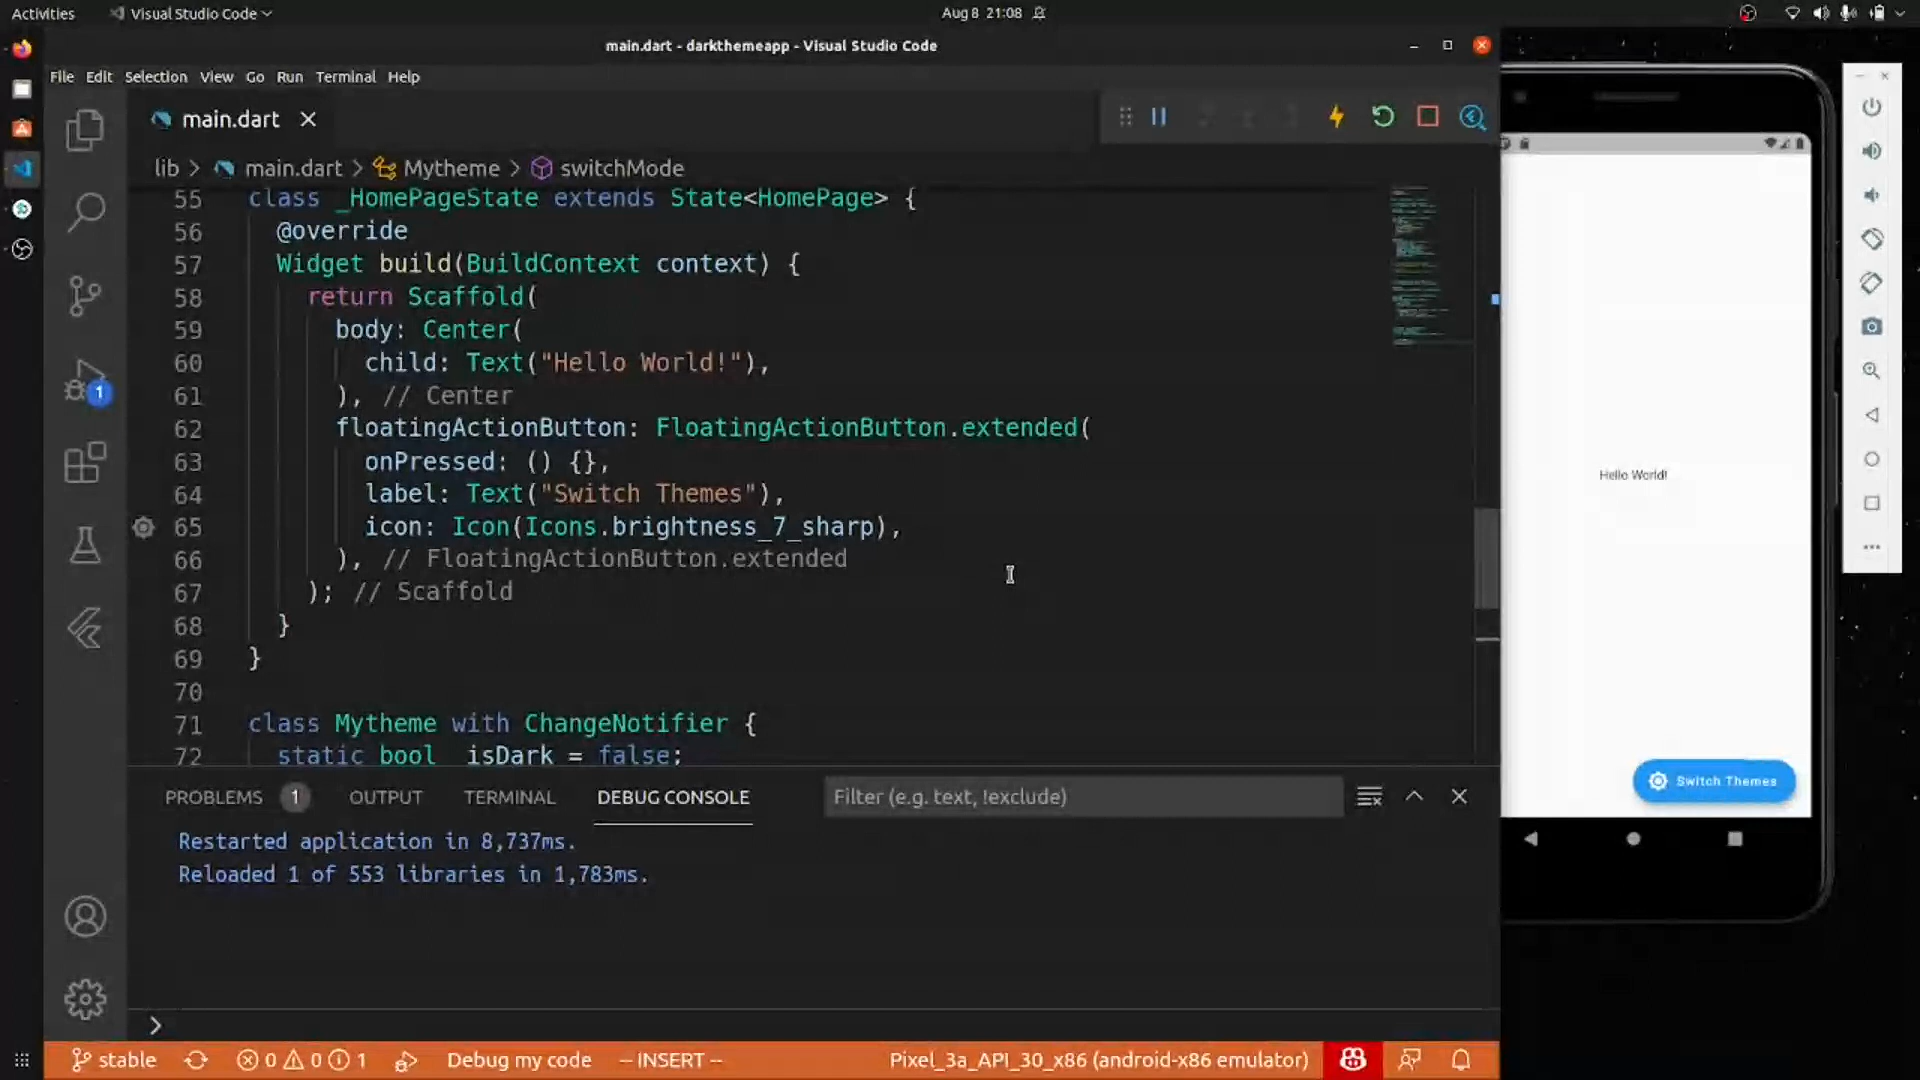 Activities
Visual Studio Code
Aug 8 21:08
main.dart - darkthemeapp - Visual Studio Code
File Edit Selection View Go Run Terminal Help
main.dart
lib > main.dart > Mytheme > switchMode
55 class _HomePageState extends State<HomePage> {
56 @override
57 Widget build(BuildContext context) {
58 return Scaffold(
59 body: Center(
60 child: Text("Hello World!"),
61 ), // Center
62 floatingActionButton: FloatingActionButton.extended(
63 onPressed: () {},
64 label: Text("Switch Themes"),
65 icon: Icon(Icons.brightness_7_sharp),
66 ), // FloatingActionButton.extended
67 ); // Scaffold
68 }
69 }
70
71 class Mytheme with ChangeNotifier {
72 static bool _isDark = false;
1
PROBLEMS 1 OUTPUT TERMINAL DEBUG CONSOLE
Filter (e.g. text, !exclude)
Restarted application in 8,737ms.
Reloaded 1 of 553 libraries in 1,783ms.
>
stable 0 0 1 Debug my code -- INSERT -- Pixel_3a_API_30_x86 (android-x86 emulator)
Hello World!
Switch Themes